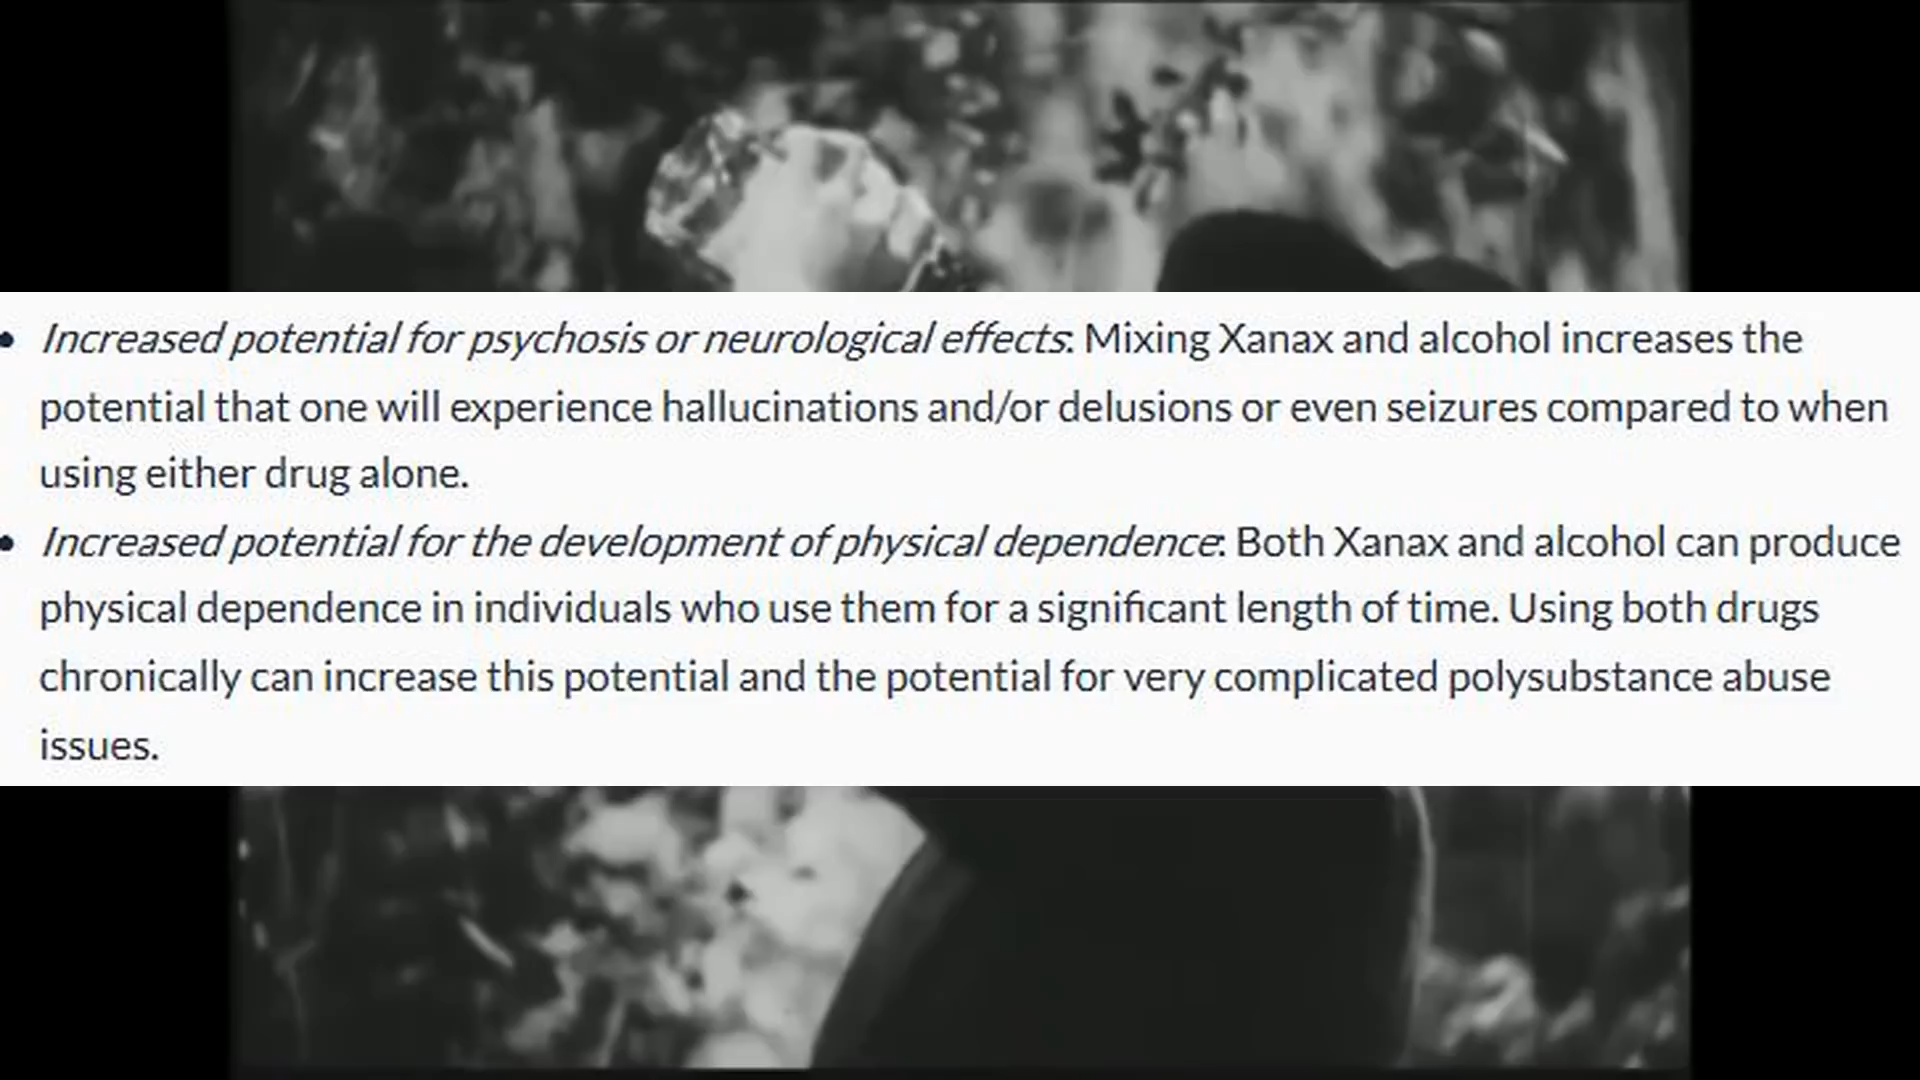 • Increased potential for psychosis or neurological effects: Mixing Xanax and alcohol increases the
potential that one will experience hallucinations and/or delusions or even seizures compared to when
using either drug alone.
• Increased potential for the development of physical dependence: Both Xanax and alcohol can produce
physical dependence in individuals who use them for a significant length of time. Using both drugs
chronically can increase this potential and the potential for very complicated polysubstance abuse
issues.